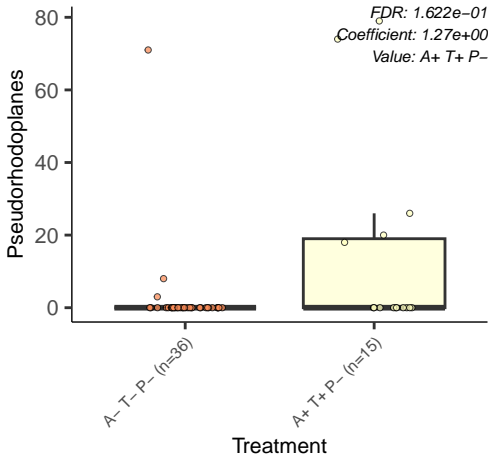 FDR: 1.622e−01
Coefficient: 1.27e+00
Value: A+ T+ P−
80
60
40
20
0
Pseudorhodoplanes
A− T− P− (n=36)
A+ T+ P− (n=15)
Treatment